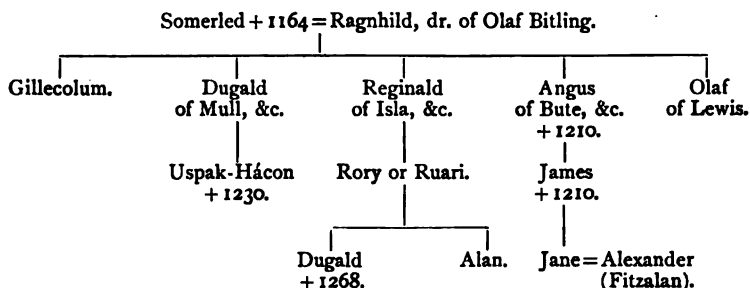 Somerled + 1164 = Ragnhild, dr. of Olaf Bitling.
Gillecolum. Dugald Reginald Angus Olaf
of Mull, &c. of Isla, &c. of Bute, &c. of Lewis.
+ 1210.
Uspak-Hácon Rory or Ruari. James
+ 1230. + 1210.
Dugald Alan. Jane = Alexander
+ 1268. (Fitzalan).